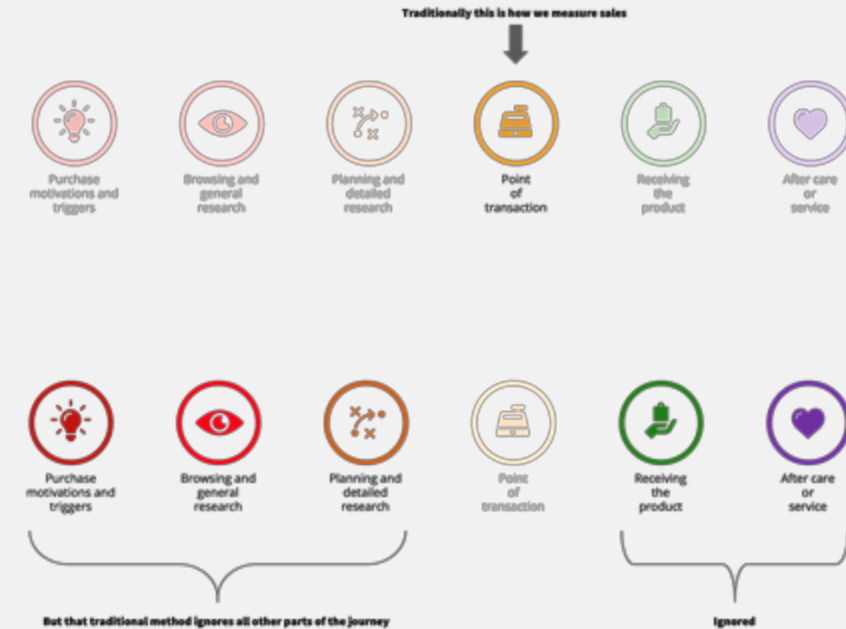 Traditionally this is how we measure sales
Purchase
motivations and
triggers
Browsing and
general
research
Planning and
detailed
research
Point
of
transaction
Receiving
the
product
After care
or
service
Purchase
motivations and
triggers
Browsing and
general
research
Planning and
detailed
research
Point
of
transaction
Receiving
the
product
After care
or
service
But that traditional method ignores all other parts of the journey
Ignored